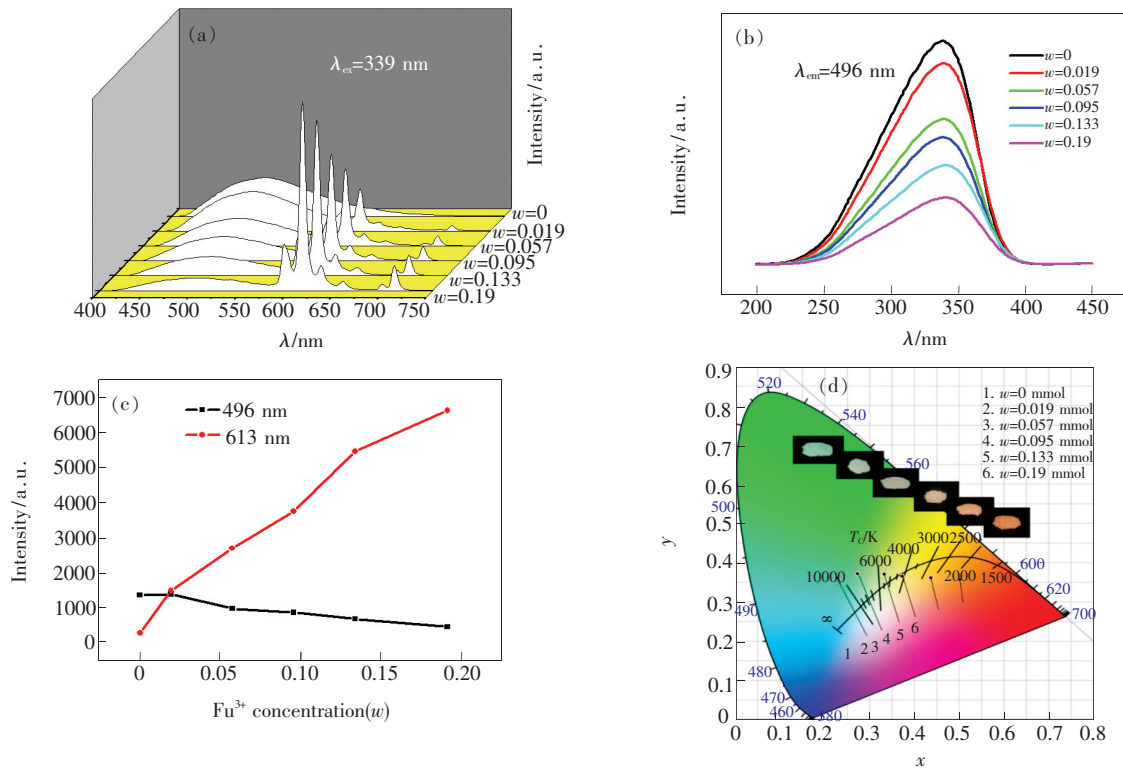 (a)
λex=339 nm
Intensity/a.u.
w=0
w=0.019
w=0.057
w=0.095
w=0.133
w=0.19
400 450 500 550 600 650 700 750
λ/nm
(b)
λem=496 nm
w=0
w=0.019
w=0.057
w=0.095
w=0.133
w=0.19
Intensity/a.u.
200 250 300 350 400 450
λ/nm
(c)
496 nm
613 nm
7000
6000
5000
4000
3000
2000
1000
0
Intensity/a.u.
0 0.05 0.10 0.15 0.20
Fu³⁺ concentration(w)
(d)
1. w=0 mmol
2. w=0.019 mmol
3. w=0.057 mmol
4. w=0.095 mmol
5. w=0.133 mmol
6. w=0.19 mmol
0.9
0.8
0.7
0.6
0.5
0.4
0.3
0.2
0.1
0
y
520
540
560
500
600
620
700
490
480
470
460
380
Tc/K
3000 2500
4000
6000
10000
2000
1500
∞
1 2 3 4 5 6
0 0.1 0.2 0.3 0.4 0.5 0.6 0.7 0.8
x